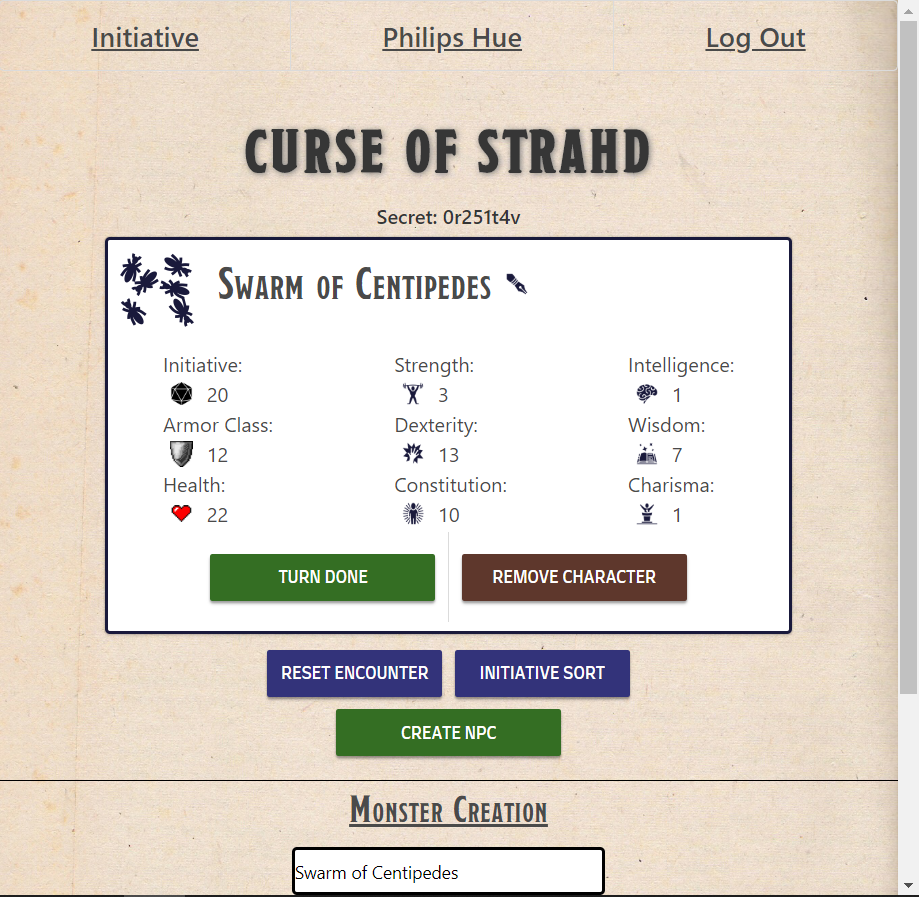 Initiative Philips Hue Log Out
CURSE OF STRAHD
Secret: 0r251t4v
Swarm of Centipedes
Initiative: Strength: Intelligence:
20 3 1
Armor Class: Dexterity: Wisdom:
12 13 7
Health: Constitution: Charisma:
22 10 1
TURN DONE REMOVE CHARACTER
RESET ENCOUNTER INITIATIVE SORT
CREATE NPC
Monster Creation
Swarm of Centipedes